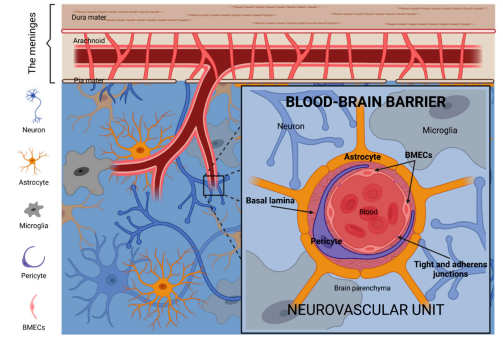 The meninges
Dura mater
Arachnoid
Pia mater
Neuron
Astrocyte
Microglia
Pericyte
BMECs
BLOOD-BRAIN BARRIER
Neuron
Microglia
Astrocyte
BMECs
Basal lamina
Blood
Pericyte
Tight and adherens
junctions
Brain parenchyma
NEUROVASCULAR UNIT